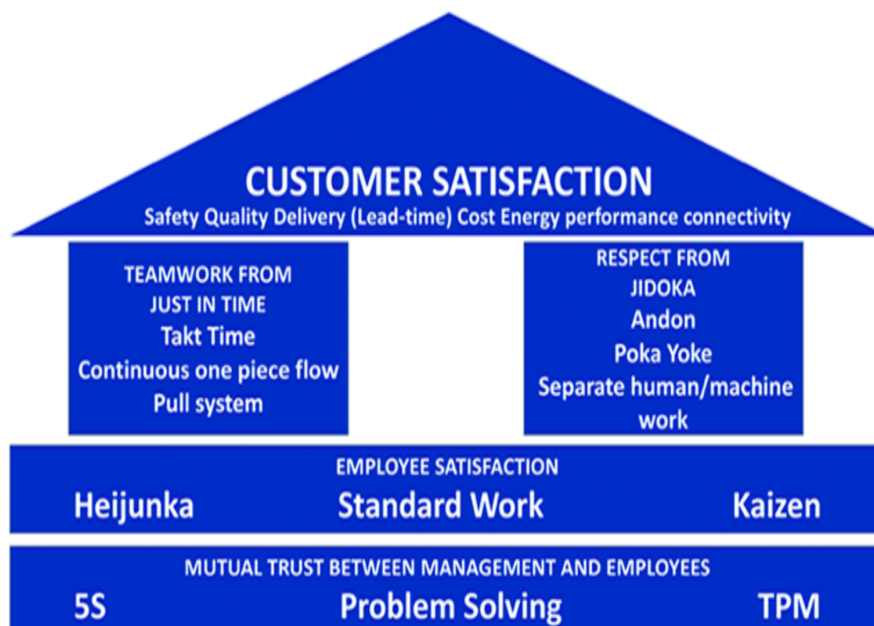 CUSTOMER SATISFACTION
Safety Quality Delivery (Lead-time) Cost Energy performance connectivity
TEAMWORK FROM
JUST IN TIME
Takt Time
Continuous one piece flow
Pull system
RESPECT FROM
JIDOKA
Andon
Poka Yoke
Separate human/machine
work
EMPLOYEE SATISFACTION
Heijunka Standard Work Kaizen
MUTUAL TRUST BETWEEN MANAGEMENT AND EMPLOYEES
5S Problem Solving TPM